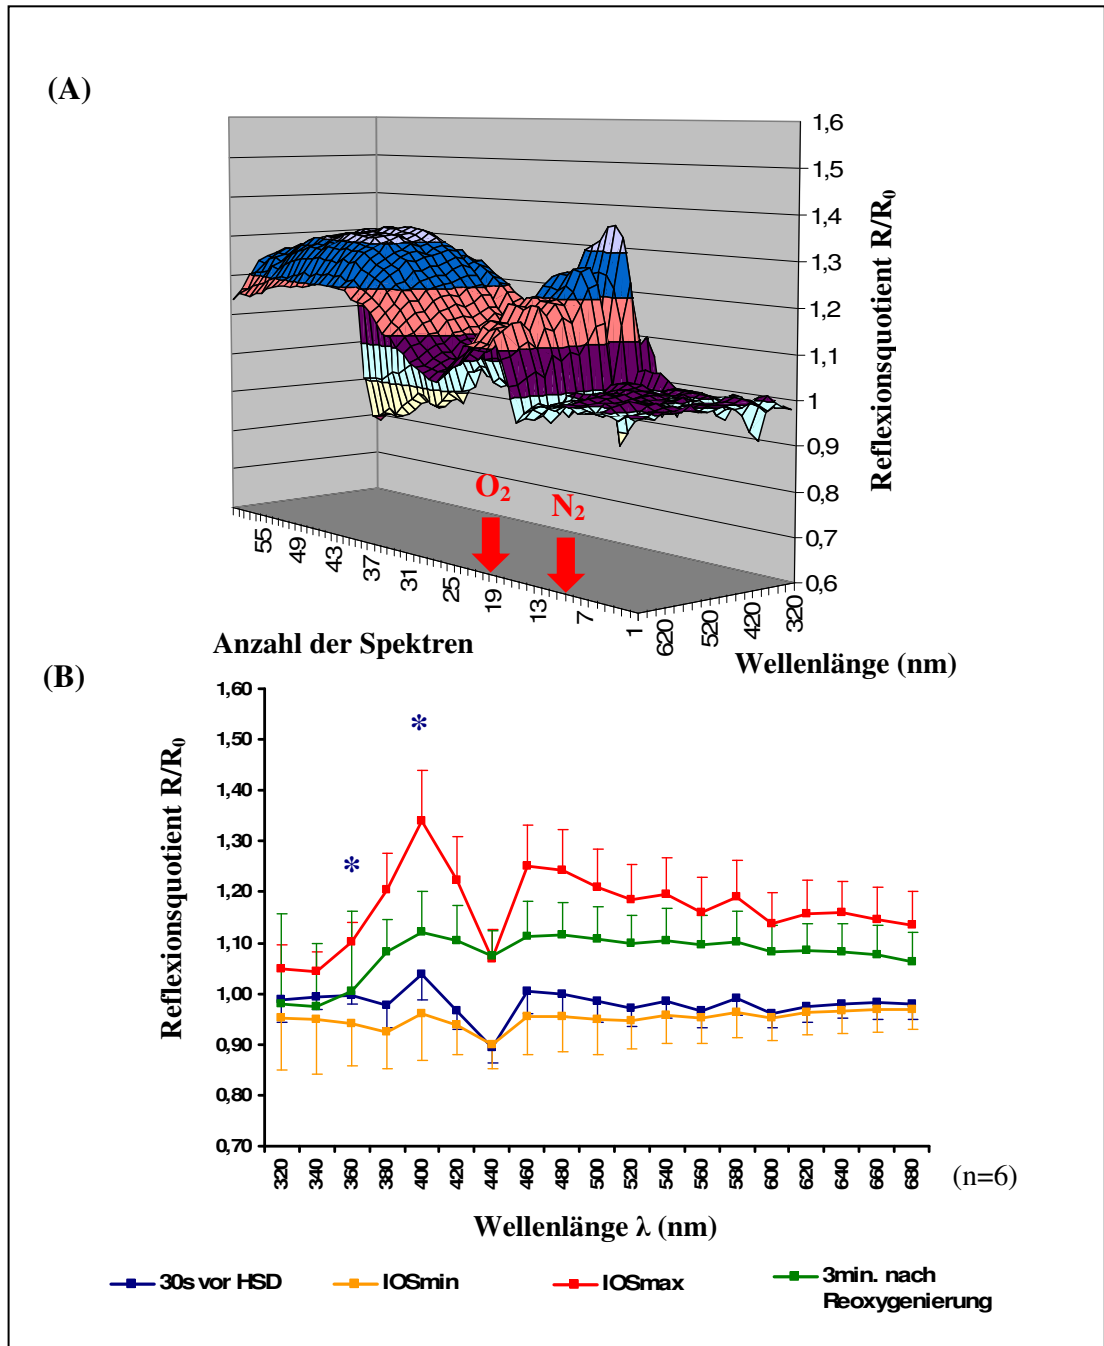 (A)
1,6
1,5
1,4
1,3
1,2
1,1
1
0,9
0,8
0,7
0,6
Reflexionsquotient R/R₀
O₂
N₂
55
49
43
37
31
25
19
13
7
1
620
520
420
320
Anzahl der Spektren
Wellenlänge (nm)
(B)
1,60
1,50
1,40
1,30
1,20
1,10
1,00
0,90
0,80
0,70
Reflexionsquotient R/R₀
*
*
320 340 360 380 400 420 440 460 480 500 520 540 560 580 600 620 640 660 680
(n=6)
Wellenlänge λ (nm)
30s vor HSD
IOSmin
IOSmax
3min. nach
Reoxygenierung